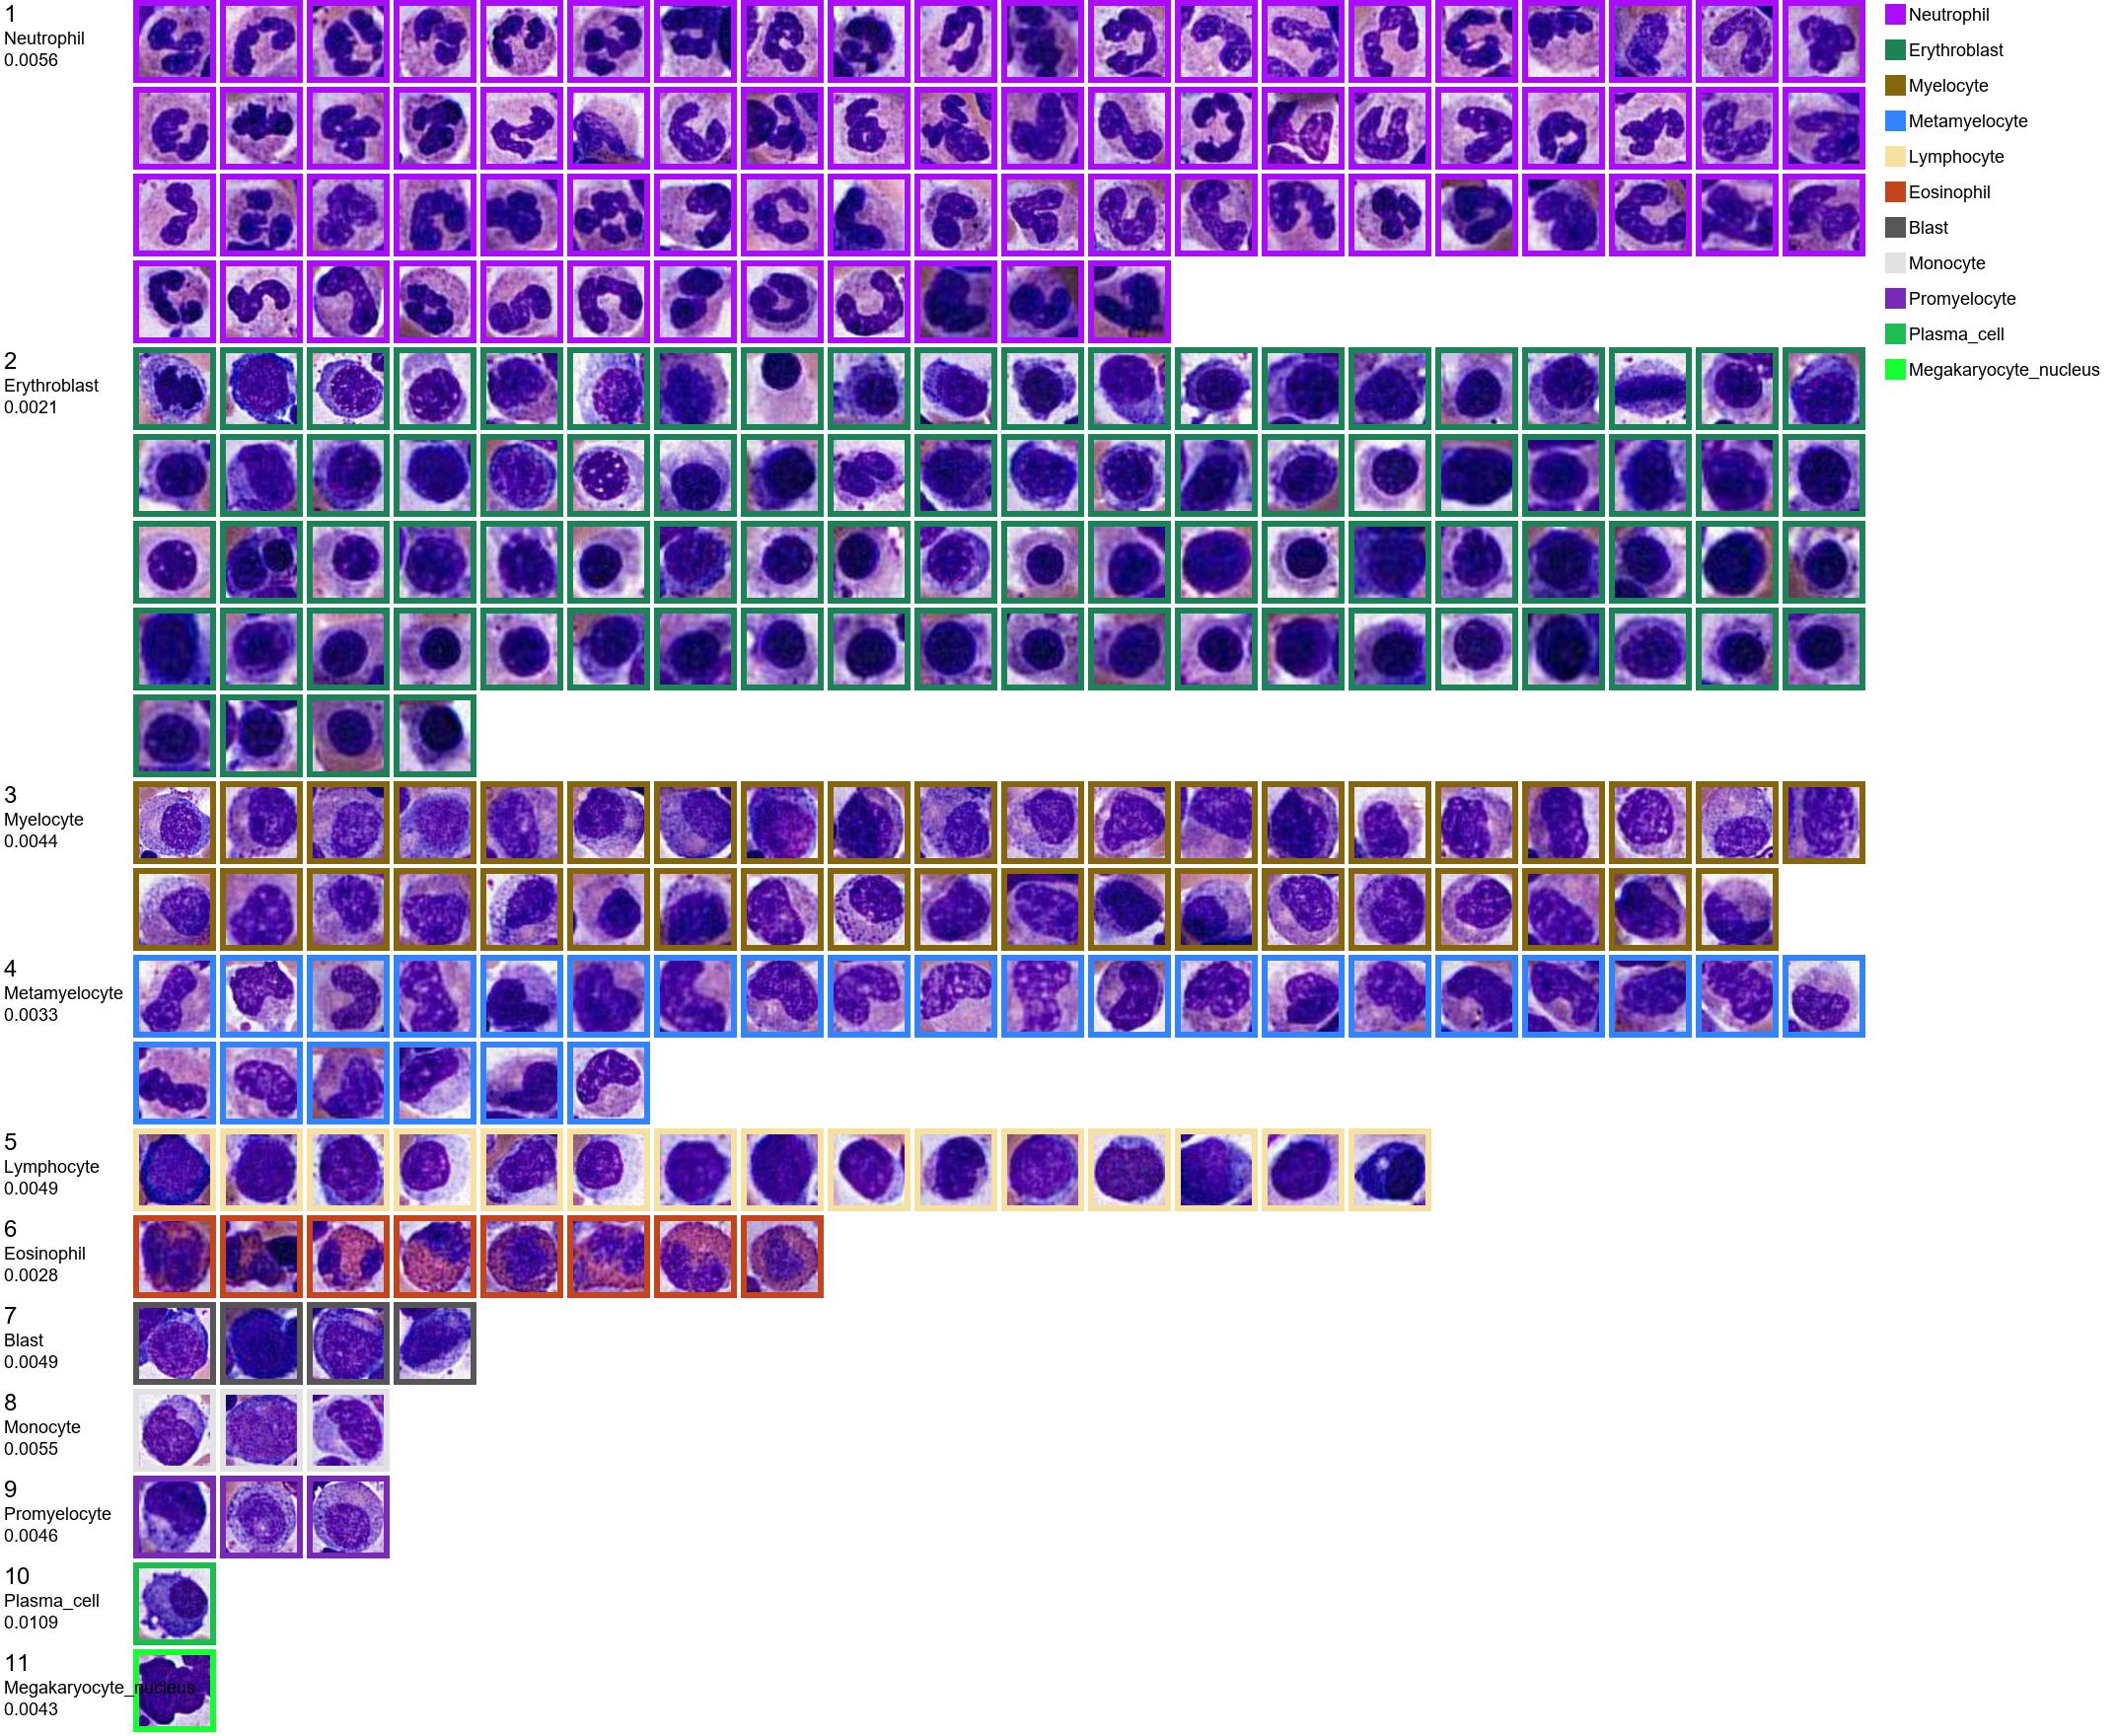 1
Neutrophil
0.0056
2
Erythroblast
0.0021
3
Myelocyte
0.0044
4
Metamyelocyte
0.0033
5
Lymphocyte
0.0049
6
Eosinophil
0.0028
7
Blast
0.0049
8
Monocyte
0.0055
9
Promyelocyte
0.0046
10
Plasma_cell
0.0109
11
Megakaryocyte_nucleus
0.0043
Neutrophil
Erythroblast
Myelocyte
Metamyelocyte
Lymphocyte
Eosinophil
Blast
Monocyte
Promyelocyte
Plasma_cell
Megakaryocyte_nucleus